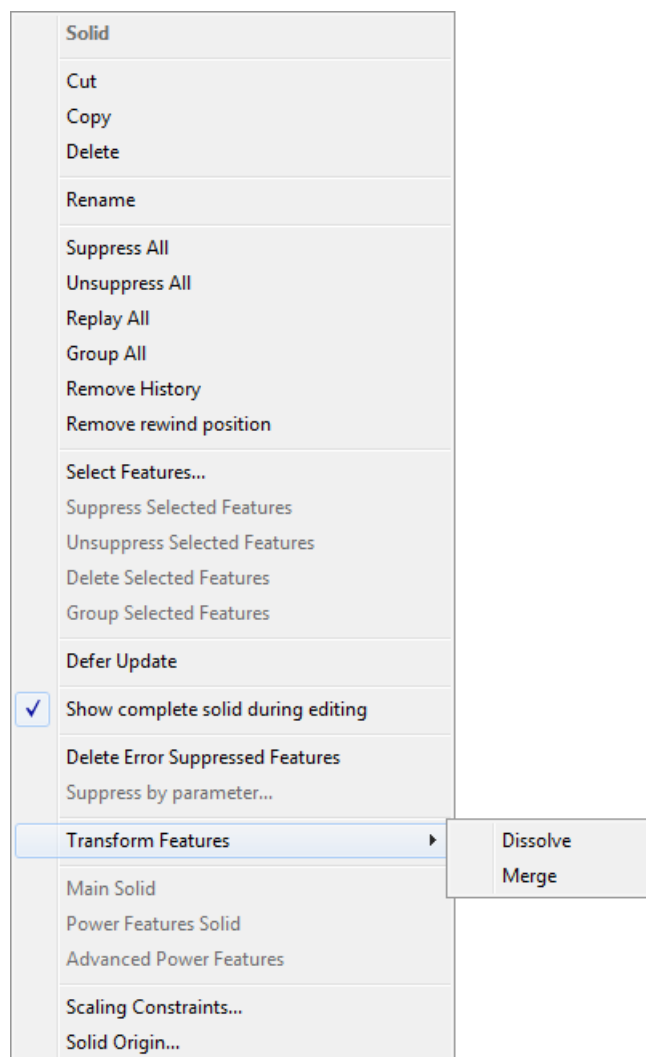 Solid
Cut
Copy
Delete
Rename
Suppress All
Unsuppress All
Replay All
Group All
Remove History
Remove rewind position
Select Features...
Suppress Selected Features
Unsuppress Selected Features
Delete Selected Features
Group Selected Features
Defer Update
Show complete solid during editing
Delete Error Suppressed Features
Suppress by parameter...
Transform Features
Dissolve
Merge
Main Solid
Power Features Solid
Advanced Power Features
Scaling Constraints...
Solid Origin...